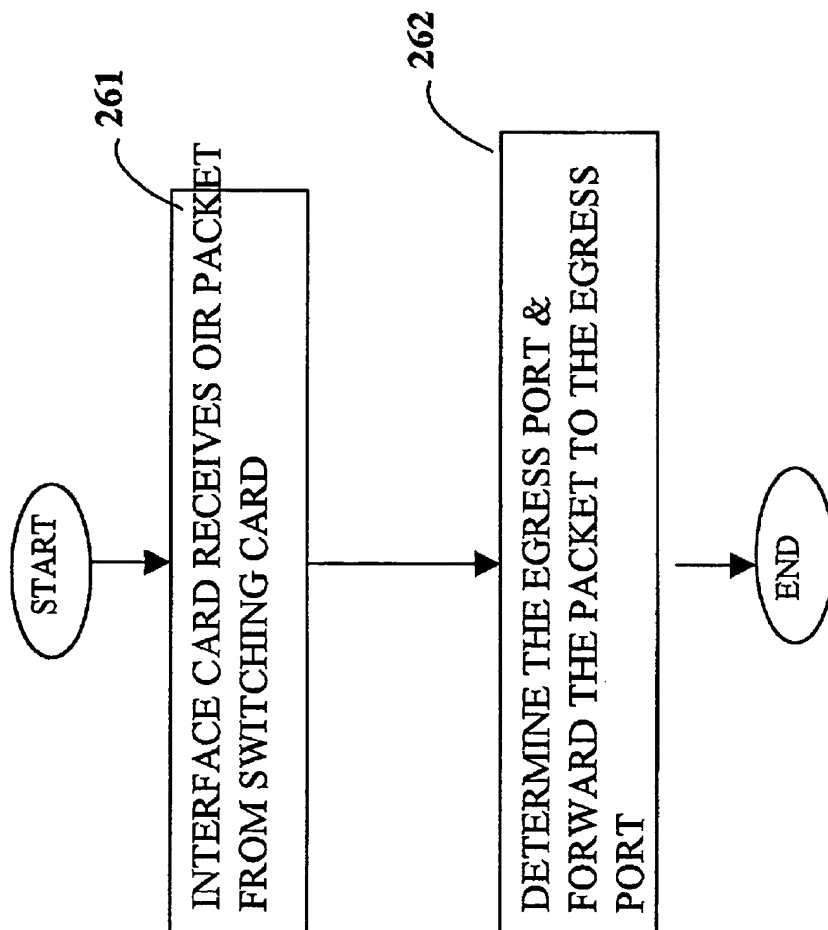 START
261
INTERFACE CARD RECEIVES OIR PACKET
FROM SWITCHING CARD
262
DETERMINE THE EGRESS PORT &
FORWARD THE PACKET TO THE EGRESS
PORT
END